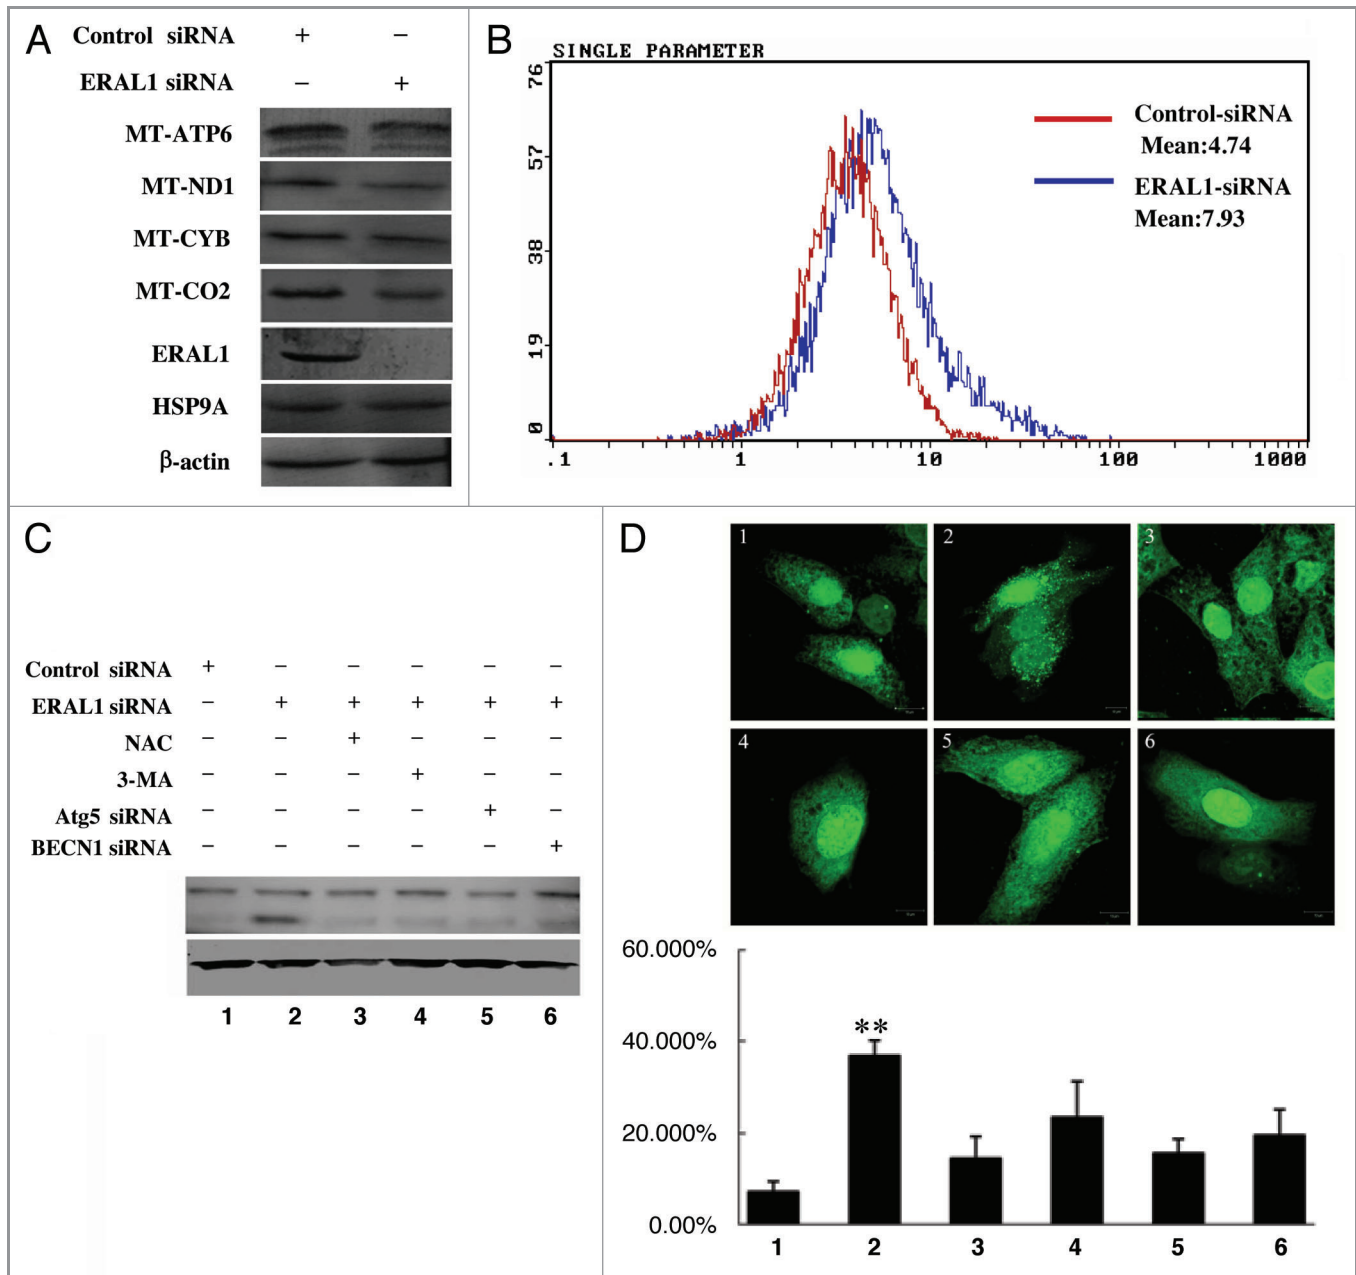 A
Control siRNA + −
ERAL1 siRNA − +
MT-ATP6
MT-ND1
MT-CYB
MT-CO2
ERAL1
HSP9A
β-actin
B
SINGLE PARAMETER
76
57
38
19
0
.1 1 10 100 1000
Control-siRNA
Mean:4.74
ERAL1-siRNA
Mean:7.93
C
Control siRNA + − − − − −
ERAL1 siRNA − + + + + +
NAC − − + − − −
3-MA − − − + − −
Atg5 siRNA − − − − + −
BECN1 siRNA − − − − − +
1 2 3 4 5 6
D
1 2 3
4 5 6
60.000%
40.000%
20.000%
0.00%
**
1 2 3 4 5 6